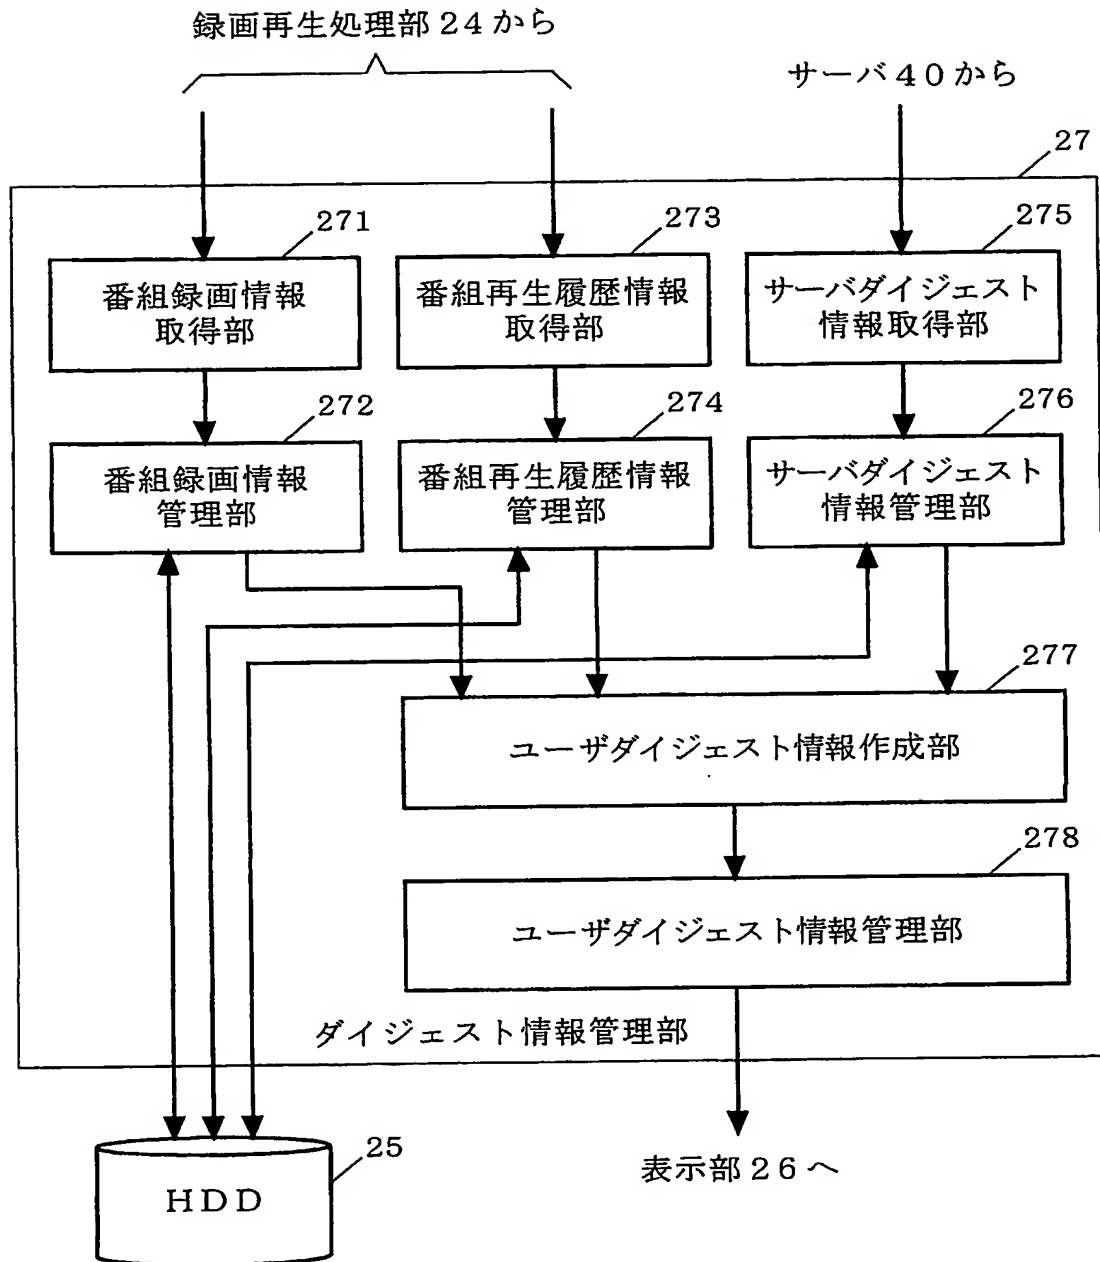 録画再生処理部24から
サーバ40から
27
271
273
275
番組録画情報
取得部
番組再生履歴情報
取得部
サーバダイジェスト
情報取得部
272
274
276
番組録画情報
管理部
番組再生履歴情報
管理部
サーバダイジェスト
情報管理部
277
ユーザダイジェスト情報作成部
278
ユーザダイジェスト情報管理部
ダイジェスト情報管理部
25
HDD
表示部26へ